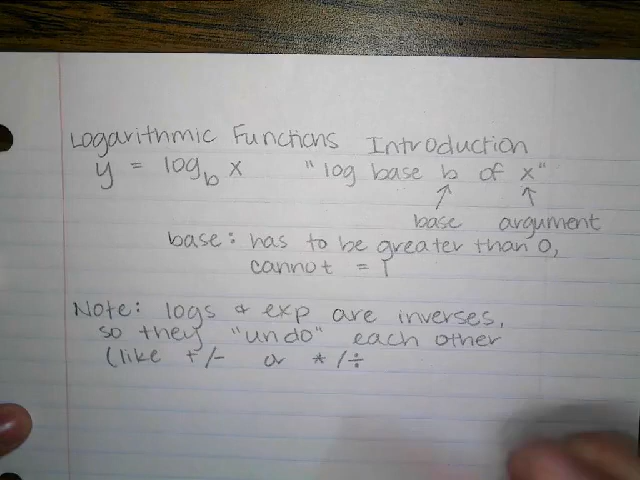 Logarithmic Functions Introduction
y = log_b x "log base b of x"
base argument
base: has to be greater than 0,
cannot = 1
Note: logs & exp are inverses,
so they "undo" each other
(like +/- or */÷